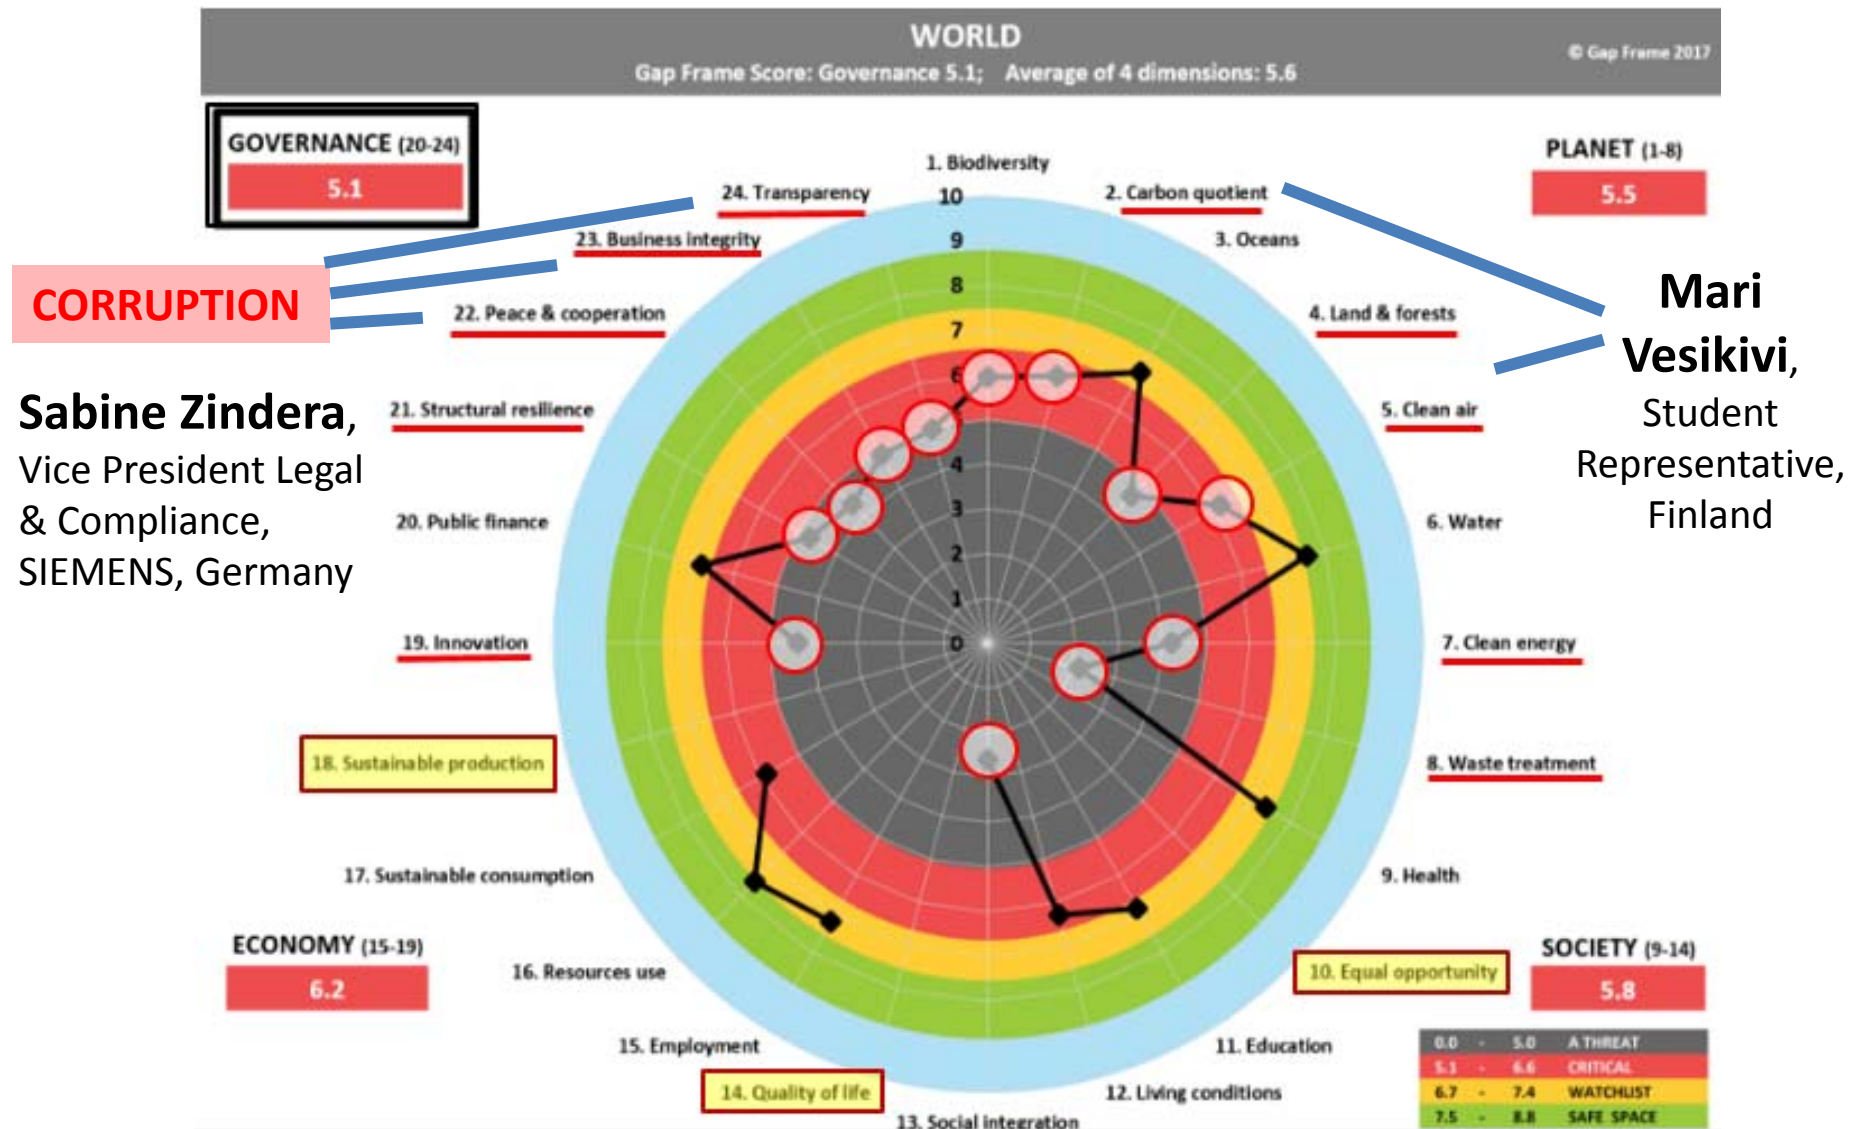 WORLD
© Gap Frame 2017
Gap Frame Score: Governance 5.1; Average of 4 dimensions: 5.6
GOVERNANCE (20-24)
5.1
PLANET (1-8)
5.5
1. Biodiversity
24. Transparency
2. Carbon quotient
23. Business integrity
3. Oceans
22. Peace & cooperation
4. Land & forests
21. Structural resilience
5. Clean air
20. Public finance
6. Water
19. Innovation
7. Clean energy
18. Sustainable production
8. Waste treatment
17. Sustainable consumption
9. Health
16. Resources use
10. Equal opportunity
15. Employment
11. Education
14. Quality of life
12. Living conditions
13. Social integration
10
9
8
7
6
4
3
2
1
0
CORRUPTION
Sabine Zindera,
Vice President Legal
& Compliance,
SIEMENS, Germany
Mari
Vesikivi,
Student
Representative,
Finland
ECONOMY (15-19)
6.2
SOCIETY (9-14)
5.8
0.0 - 5.0 A THREAT
5.1 - 6.6 CRITICAL
6.7 - 7.4 WATCHLIST
7.5 - 8.8 SAFE SPACE